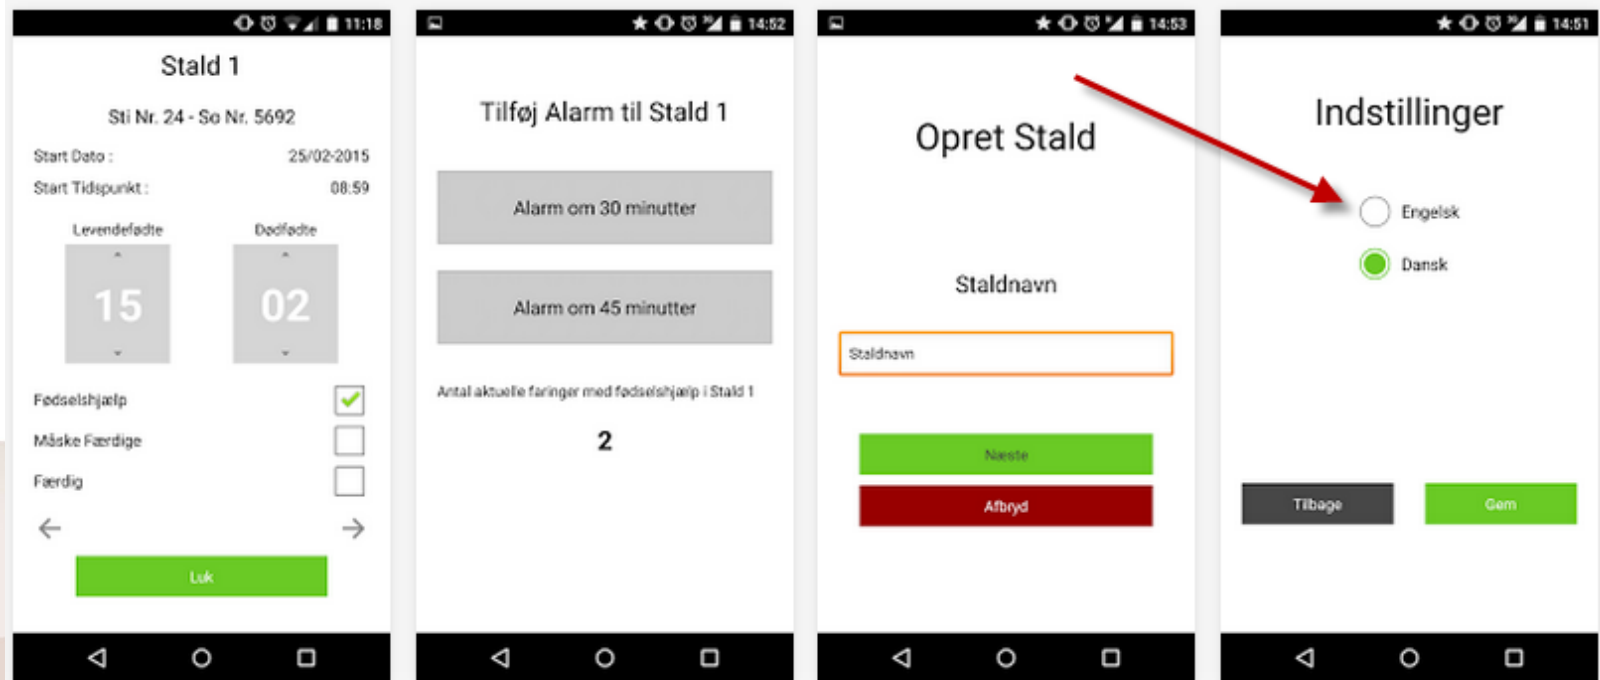 11:18
Stald 1
Sti Nr. 24 - So Nr. 5692
Start Dato : 25/02-2015
Start Tidspunkt : 08:59
Levendefødte Dødfødte
15 02
Fødselshjælp
Måske Færdige
Færdig
Luk
14:52
Tilføj Alarm til Stald 1
Alarm om 30 minutter
Alarm om 45 minutter
Antal aktuelle faringer med fødselshjælp i Stald 1
2
14:53
Opret Stald
Staldnavn
Staldnavn
Næste
Afbryd
14:51
Indstillinger
Engelsk
Dansk
Tilbage Gem